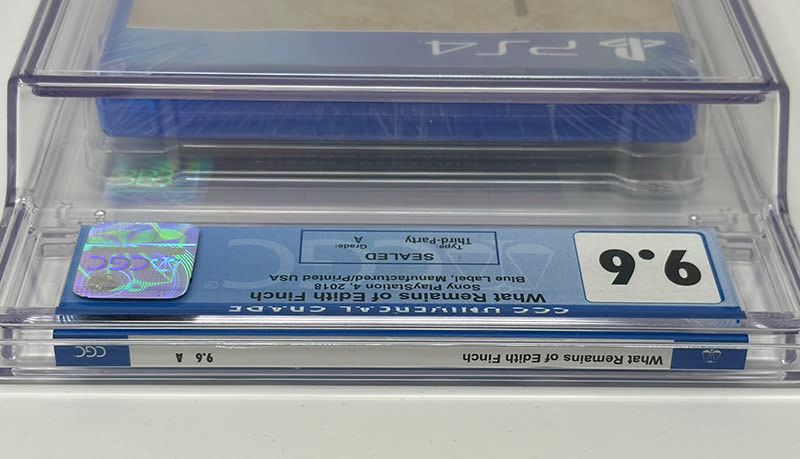 What Remains of Edith Finch 9.6 A CGC
CGC UNIVERSAL GRADE
9.6
What Remains of Edith Finch
Sony PlayStation, 4, 2018
Blue Label, Manufactured/Printed USA
SEALED
Type: Grade:
Third-Party A
CGC
CGC
PS4